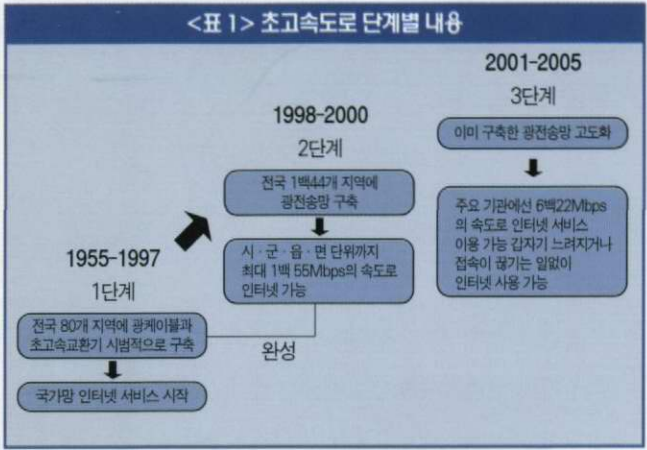 <표 1> 초고속도로 단계별 내용
1955-1997
1단계
전국 80개 지역에 광케이블과
초고속교환기 시범적으로 구축
국가망 인터넷 서비스 시작
1998-2000
2단계
전국 1백44개 지역에
광전송망 구축
시·군·읍·면 단위까지
최대 1백 55Mbps의 속도로
인터넷 가능
완성
2001-2005
3단계
이미 구축한 광전송망 고도화
주요 기관에선 6백22Mbps
의 속도로 인터넷 서비스
이용 가능 갑자기 느려지거나
접속이 끊기는 일없이
인터넷 사용 가능